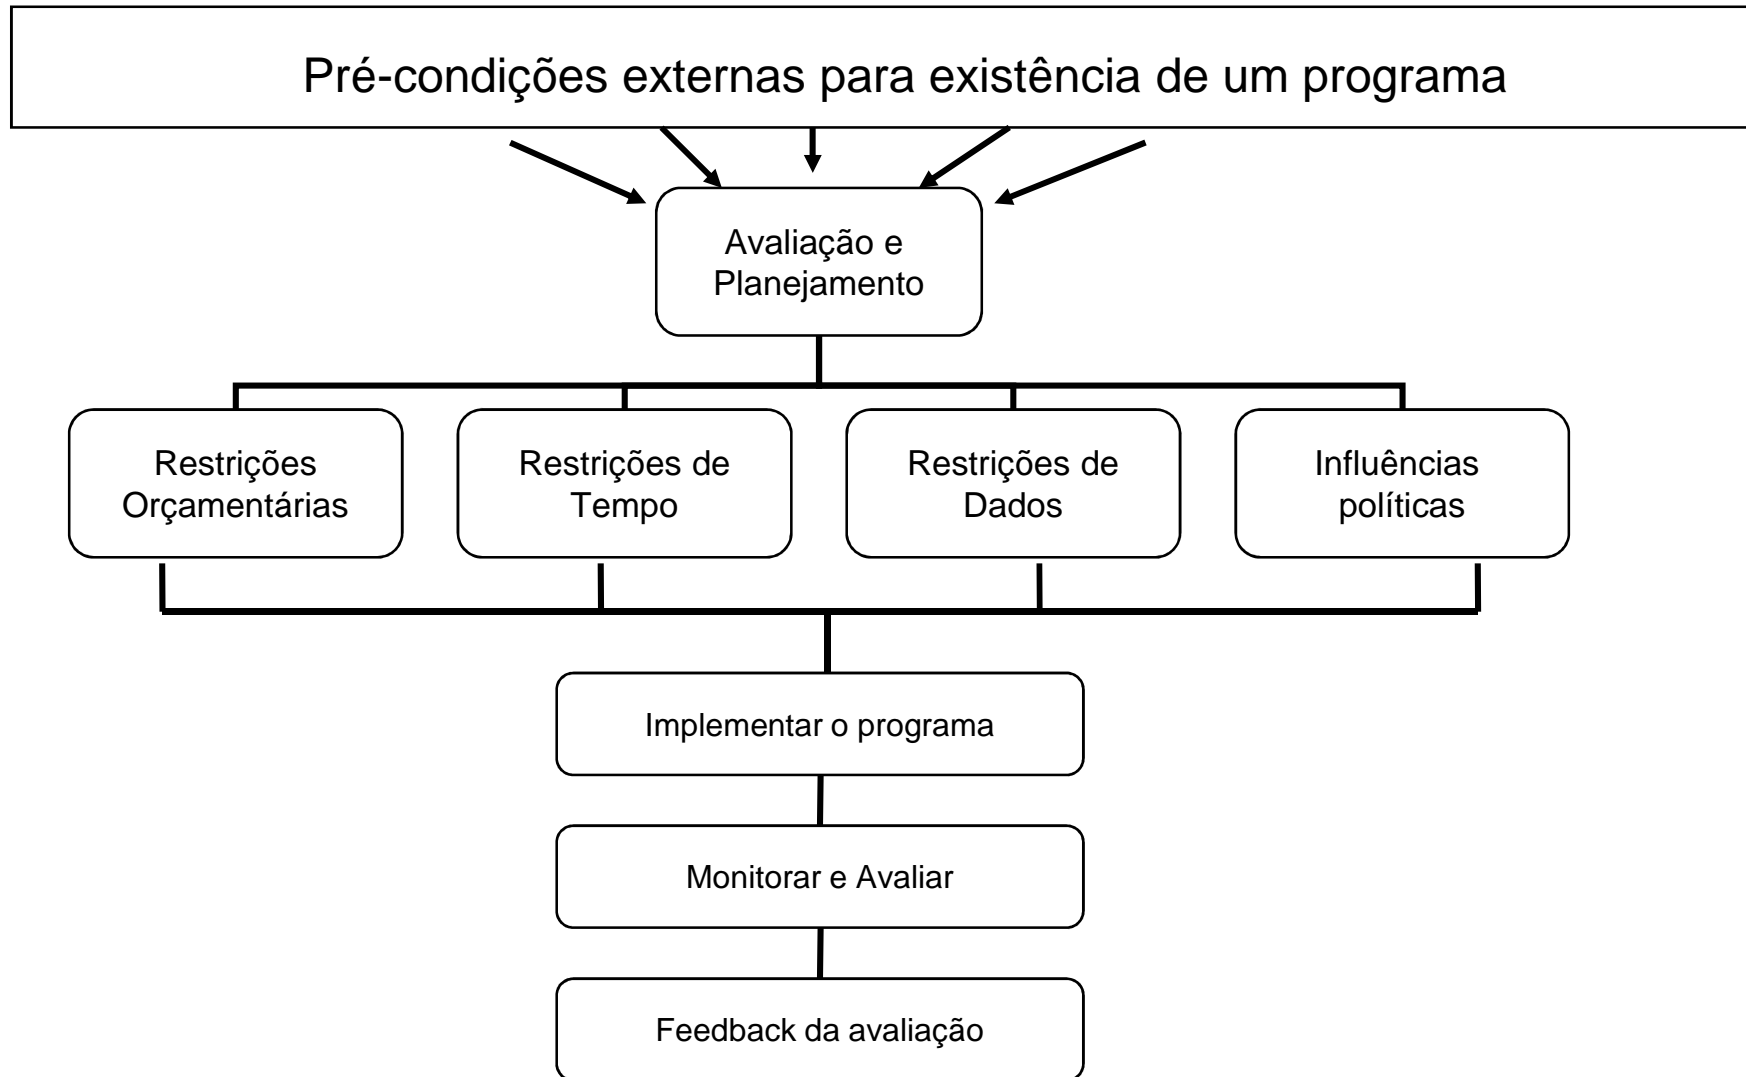 Pré-condições externas para existência de um programa
Avaliação e
Planejamento
Restrições
Orçamentárias
Restrições de
Tempo
Restrições de
Dados
Influências
políticas
Implementar o programa
Monitorar e Avaliar
Feedback da avaliação